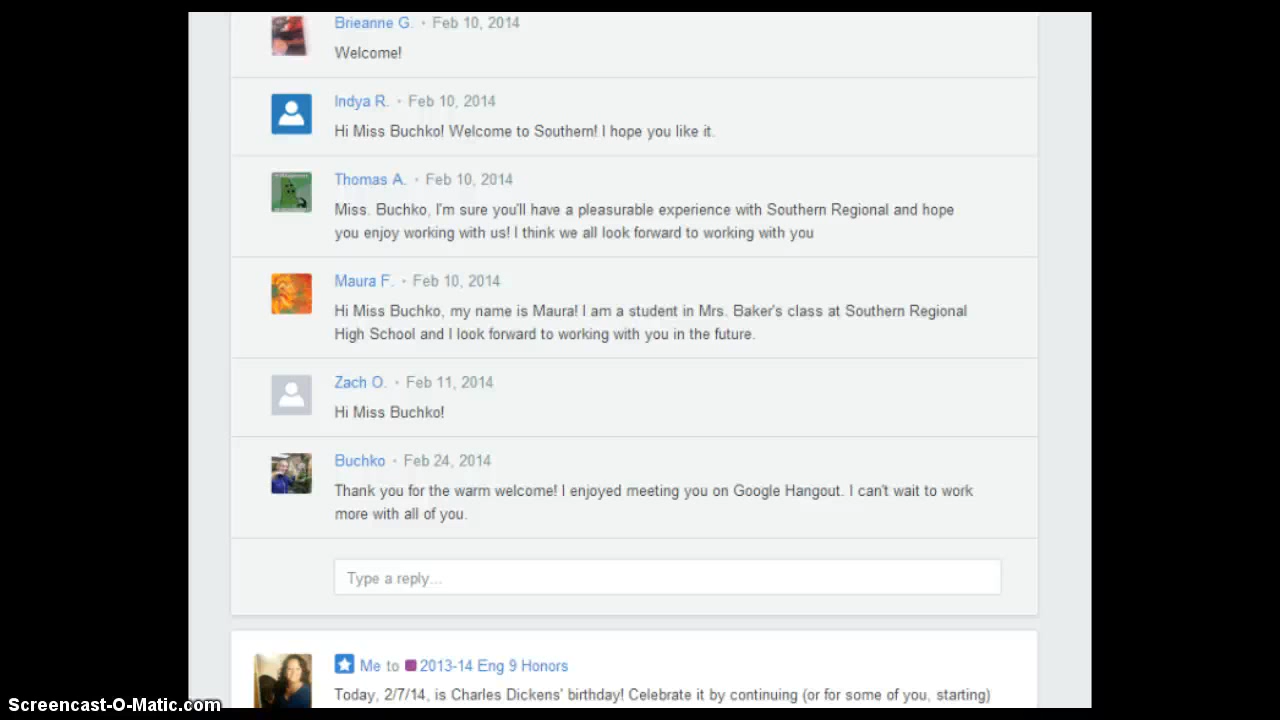 Brieanne G. · Feb 10, 2014
Welcome!
Indya R. · Feb 10, 2014
Hi Miss Buchko! Welcome to Southern! I hope you like it.
Thomas A. · Feb 10, 2014
Miss. Buchko, I'm sure you'll have a pleasurable experience with Southern Regional and hope
you enjoy working with us! I think we all look forward to working with you
Maura F. · Feb 10, 2014
Hi Miss Buchko, my name is Maura! I am a student in Mrs. Baker's class at Southern Regional
High School and I look forward to working with you in the future.
Zach O. · Feb 11, 2014
Hi Miss Buchko!
Buchko · Feb 24, 2014
Thank you for the warm welcome! I enjoyed meeting you on Google Hangout. I can't wait to work
more with all of you.
Type a reply...
Me to 2013-14 Eng 9 Honors
Today, 2/7/14, is Charles Dickens' birthday! Celebrate it by continuing (or for some of you, starting)
Screencast-O-Matic.com